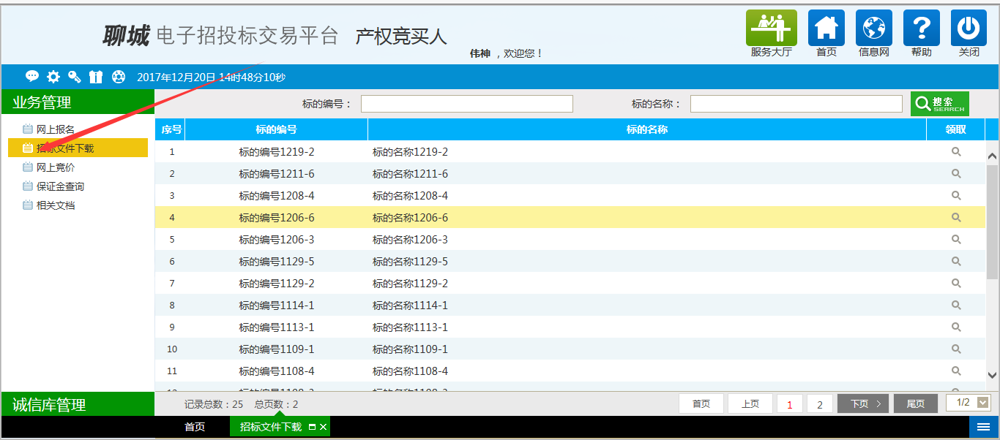 聊城 电子招投标交易平台 产权竞买人
伟神 ，欢迎您！
服务大厅 首页 信息网 帮助 关闭
2017年12月20日 14时48分10秒
业务管理
标的编号： 标的名称： 搜索 SEARCH
网上报名
招标文件下载
网上竞价
保证金查询
相关文档
序号 标的编号 标的名称 领取
1 标的编号1219-2 标的名称1219-2
2 标的编号1211-6 标的名称1211-6
3 标的编号1208-4 标的名称1208-4
4 标的编号1206-6 标的名称1206-6
5 标的编号1206-3 标的名称1206-3
6 标的编号1129-5 标的名称1129-5
7 标的编号1129-2 标的名称1129-2
8 标的编号1114-1 标的名称1114-1
9 标的编号1113-1 标的名称1113-1
10 标的编号1109-1 标的名称1109-1
11 标的编号1108-4 标的名称1108-4
诚信库管理
记录总数：25 总页数：2 首页 上页 1 2 下页 尾页 1/2
首页 招标文件下载